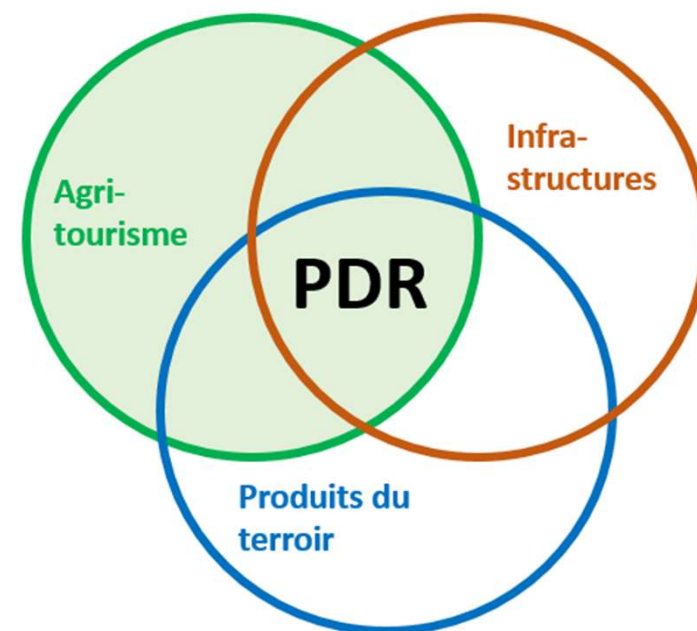 Infra-
structures
Agri-
tourisme
PDR
Produits du
terroir